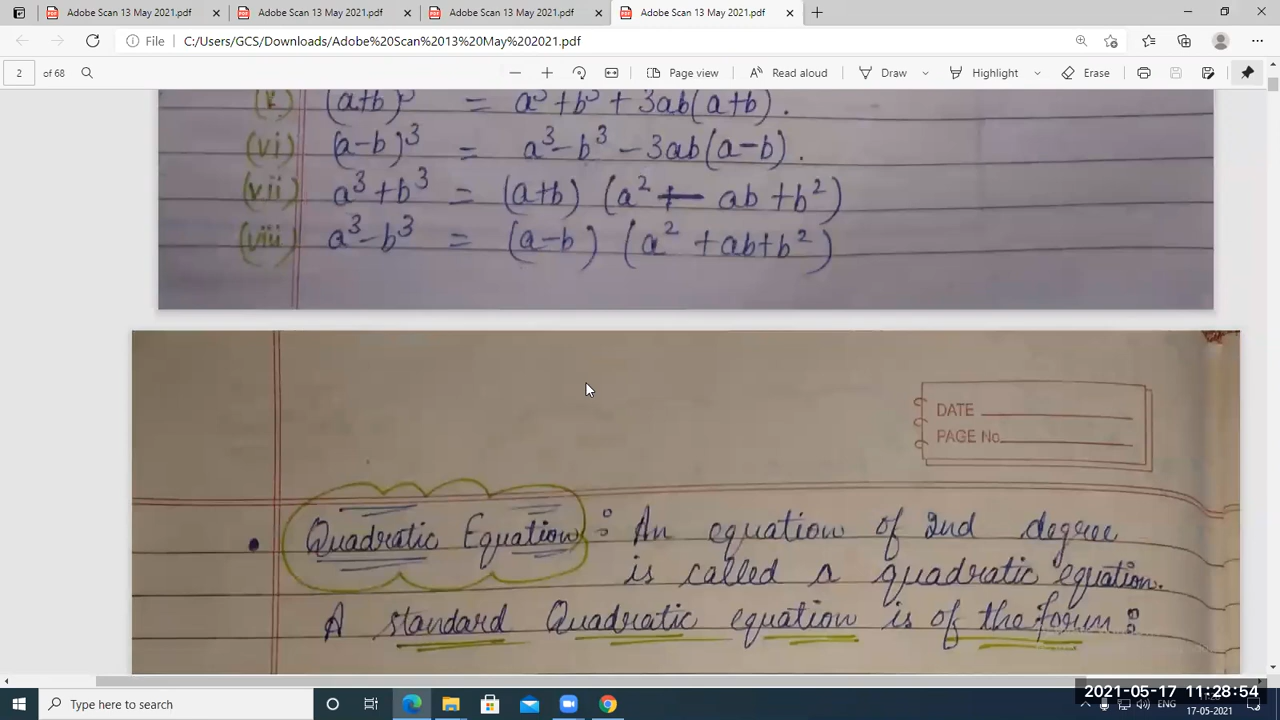 Adobe Scan 13 May 2021.pdf Adobe Scan 13 May 2021.pdf Adobe Scan 13 May 2021.pdf Adobe Scan 13 May 2021.pdf
File C:/Users/GCS/Downloads/Adobe%20Scan%2013%20May%202021.pdf
2 of 68 Page view Read aloud Draw Highlight Erase
(v) (a+b)³ = a³+b³+3ab(a+b).
(vi) (a-b)³ = a³-b³-3ab(a-b).
(vii) a³+b³ = (a+b) (a² - ab +b²)
(viii) a³-b³ = (a-b) (a² +ab+b²)
DATE
PAGE No.
• Quadratic Equation : An equation of 2nd degree
is called a quadratic equation.
A standard Quadratic equation is of the form :
2021-05-17 11:28:54
Type here to search ENG 17-05-2021